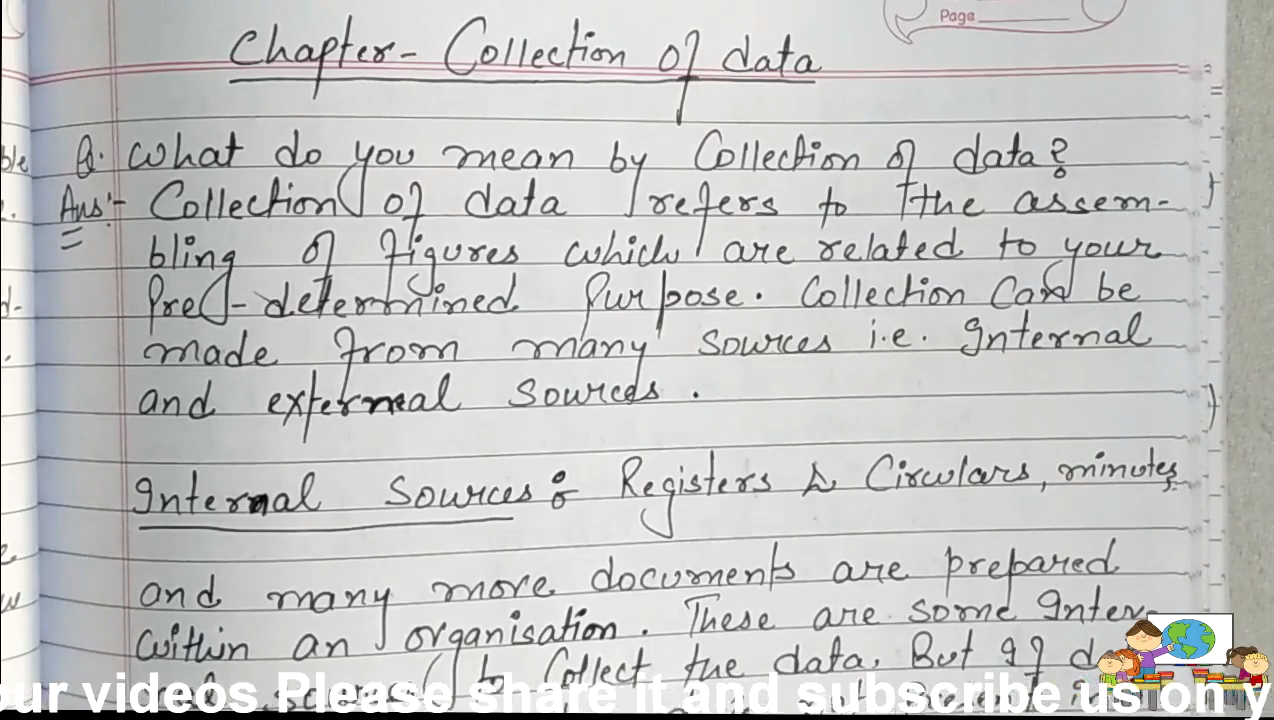 Page
Chapter- Collection of data
ble Q. What do you mean by Collection of data?
Ans:- Collection of data refers to the assem-
bling of figures which are related to your
Pre-determined Purpose. Collection Can be
made from many sources i.e. Internal
and external sources.
Internal Sources : Registers & Circulars, minutes
and many more documents are prepared
within an organisation. These are some Inter-
to Collect the data. But If
our videos Please share it and subscribe us only